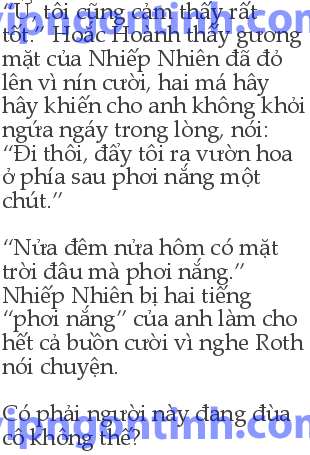 “Ừ, tôi cũng cảm thấy rất
tốt.” Hoắc Hoành thấy gương
mặt của Nhiếp Nhiên đã đỏ
lên vì nín cười, hai má hây
hây khiến cho anh không khỏi
ngứa ngáy trong lòng, nói:
“Đi thôi, đẩy tôi ra vườn hoa
ở phía sau phơi nắng một
chút.”
“Nửa đêm nửa hôm có mặt
trời đâu mà phơi nắng.”
Nhiếp Nhiên bị hai tiếng
“phơi nắng” của anh làm cho
hết cả buồn cười vì nghe Roth
nói chuyện.
Có phải người này đang đùa
cô không thế?
vipngontinh.com
vipngontinh.com